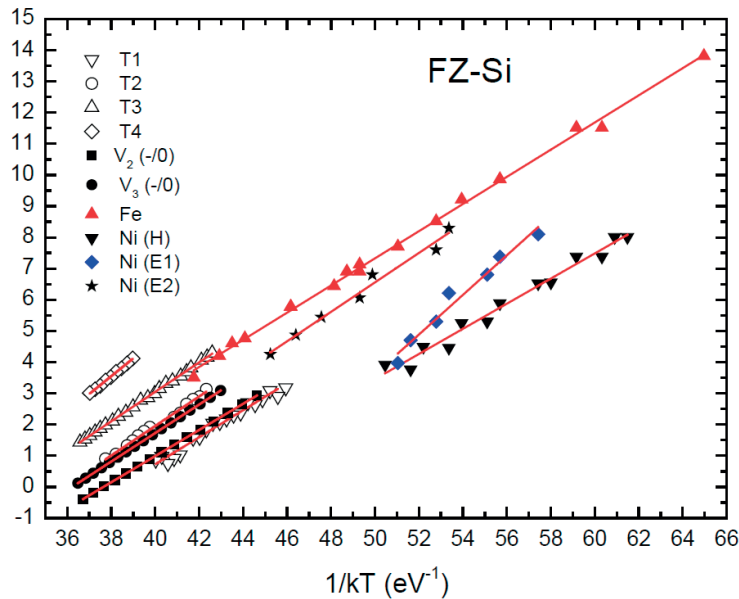 15
14
13
12
11
10
9
8
7
6
5
4
3
2
1
0
-1
FZ-Si
T1
T2
T3
T4
V₂ (-/0)
V₃ (-/0)
Fe
Ni (H)
Ni (E1)
Ni (E2)
36 38 40 42 44 46 48 50 52 54 56 58 60 62 64 66
1/kT (eV⁻¹)